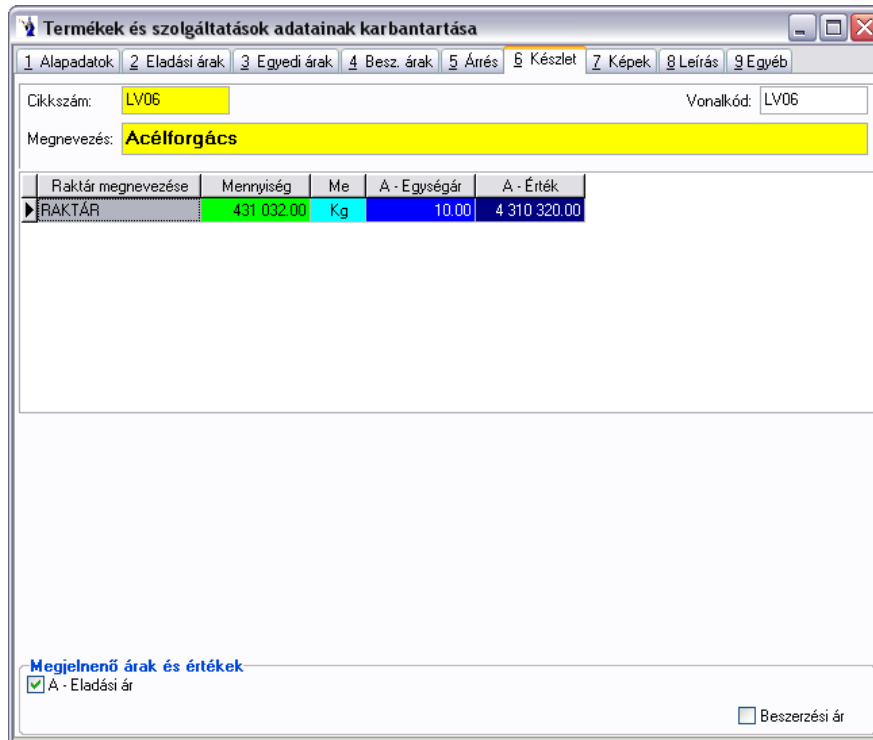 Termékek és szolgáltatások adatainak karbantartása
1 Alapadatok 2 Eladási árak 3 Egyedi árak 4 Besz. árak 5 Árrés 6 Készlet 7 Képek 8 Leírás 9 Egyéb
Cikkszám: LV06 Vonalkód: LV06
Megnevezés: Acélforgács
Raktár megnevezése Mennyiség Me A - Egységár A - Érték
RAKTÁR 431 032.00 Kg 10.00 4 310 320.00
Megjelnenő árak és értékek
A - Eladási ár
Beszerzési ár